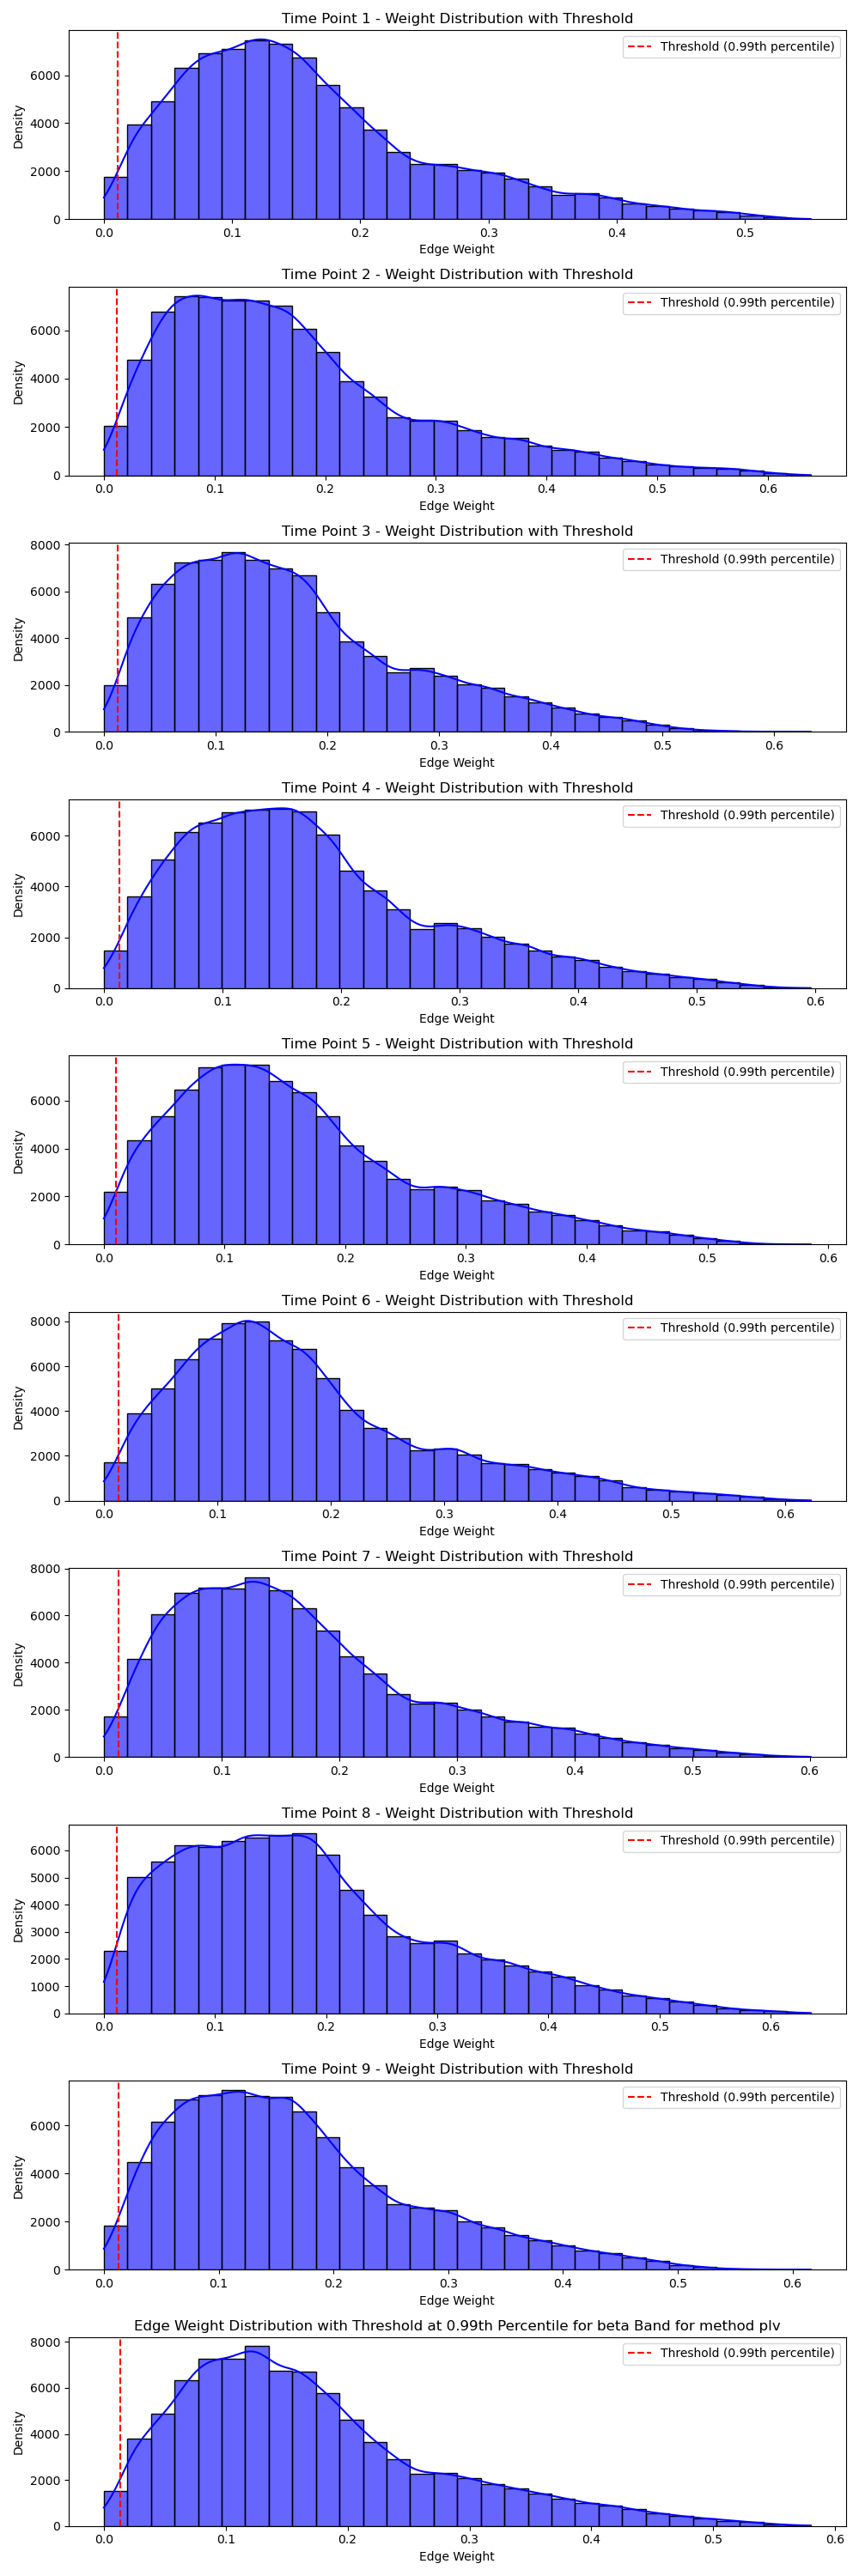 Time Point 1 - Weight Distribution with Threshold
Threshold (0.99th percentile)
Density
6000
4000
2000
0
0.0 0.1 0.2 0.3 0.4 0.5
Edge Weight
Time Point 2 - Weight Distribution with Threshold
Threshold (0.99th percentile)
Density
6000
4000
2000
0
0.0 0.1 0.2 0.3 0.4 0.5 0.6
Edge Weight
Time Point 3 - Weight Distribution with Threshold
Threshold (0.99th percentile)
Density
8000
6000
4000
2000
0
0.0 0.1 0.2 0.3 0.4 0.5 0.6
Edge Weight
Time Point 4 - Weight Distribution with Threshold
Threshold (0.99th percentile)
Density
6000
4000
2000
0
0.0 0.1 0.2 0.3 0.4 0.5 0.6
Edge Weight
Time Point 5 - Weight Distribution with Threshold
Threshold (0.99th percentile)
Density
6000
4000
2000
0
0.0 0.1 0.2 0.3 0.4 0.5 0.6
Edge Weight
Time Point 6 - Weight Distribution with Threshold
Threshold (0.99th percentile)
Density
8000
6000
4000
2000
0
0.0 0.1 0.2 0.3 0.4 0.5 0.6
Edge Weight
Time Point 7 - Weight Distribution with Threshold
Threshold (0.99th percentile)
Density
8000
6000
4000
2000
0
0.0 0.1 0.2 0.3 0.4 0.5 0.6
Edge Weight
Time Point 8 - Weight Distribution with Threshold
Threshold (0.99th percentile)
Density
6000
5000
4000
3000
2000
1000
0
0.0 0.1 0.2 0.3 0.4 0.5 0.6
Edge Weight
Time Point 9 - Weight Distribution with Threshold
Threshold (0.99th percentile)
Density
6000
4000
2000
0
0.0 0.1 0.2 0.3 0.4 0.5 0.6
Edge Weight
Edge Weight Distribution with Threshold at 0.99th Percentile for beta Band for method plv
Threshold (0.99th percentile)
Density
8000
6000
4000
2000
0
0.0 0.1 0.2 0.3 0.4 0.5 0.6
Edge Weight